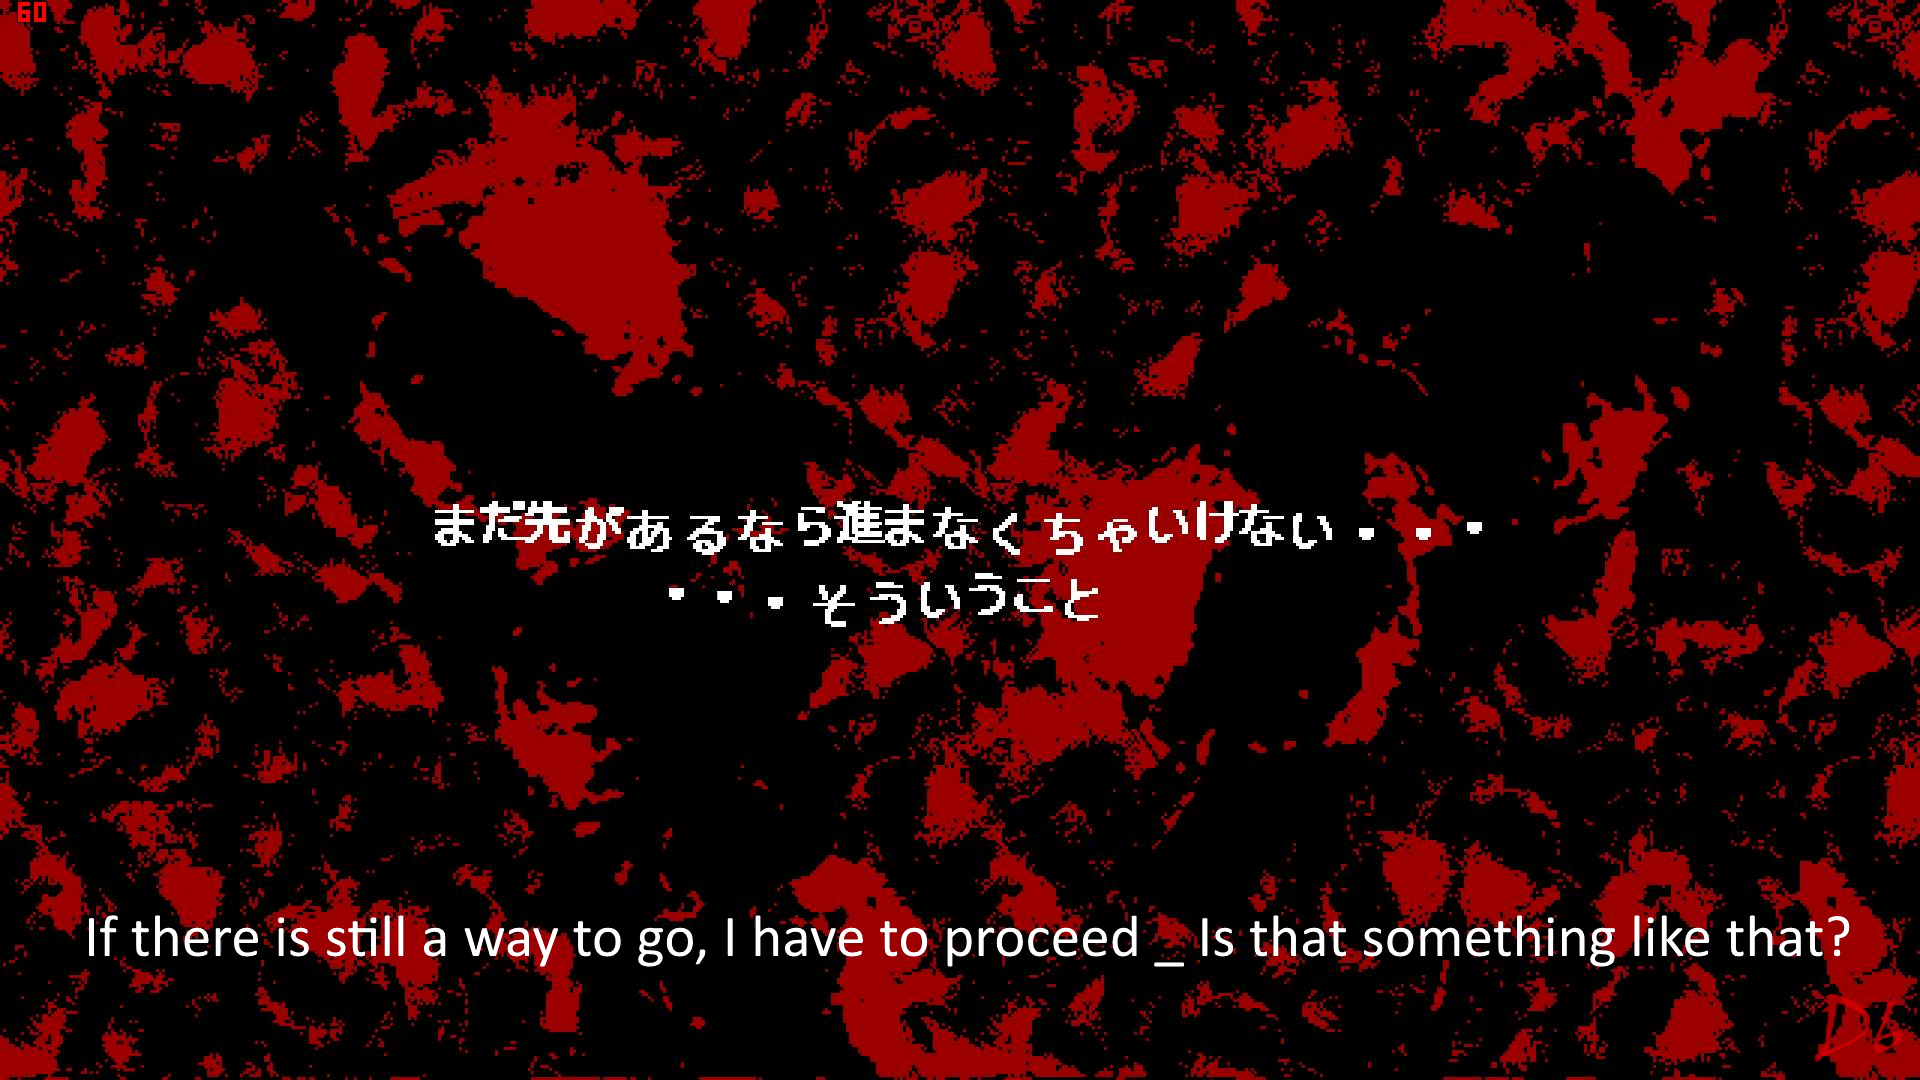 60
まだ先があるなら進まなくちゃいけない・・・
・・・そういうこと
If there is still a way to go, I have to proceed _ Is that something like that?